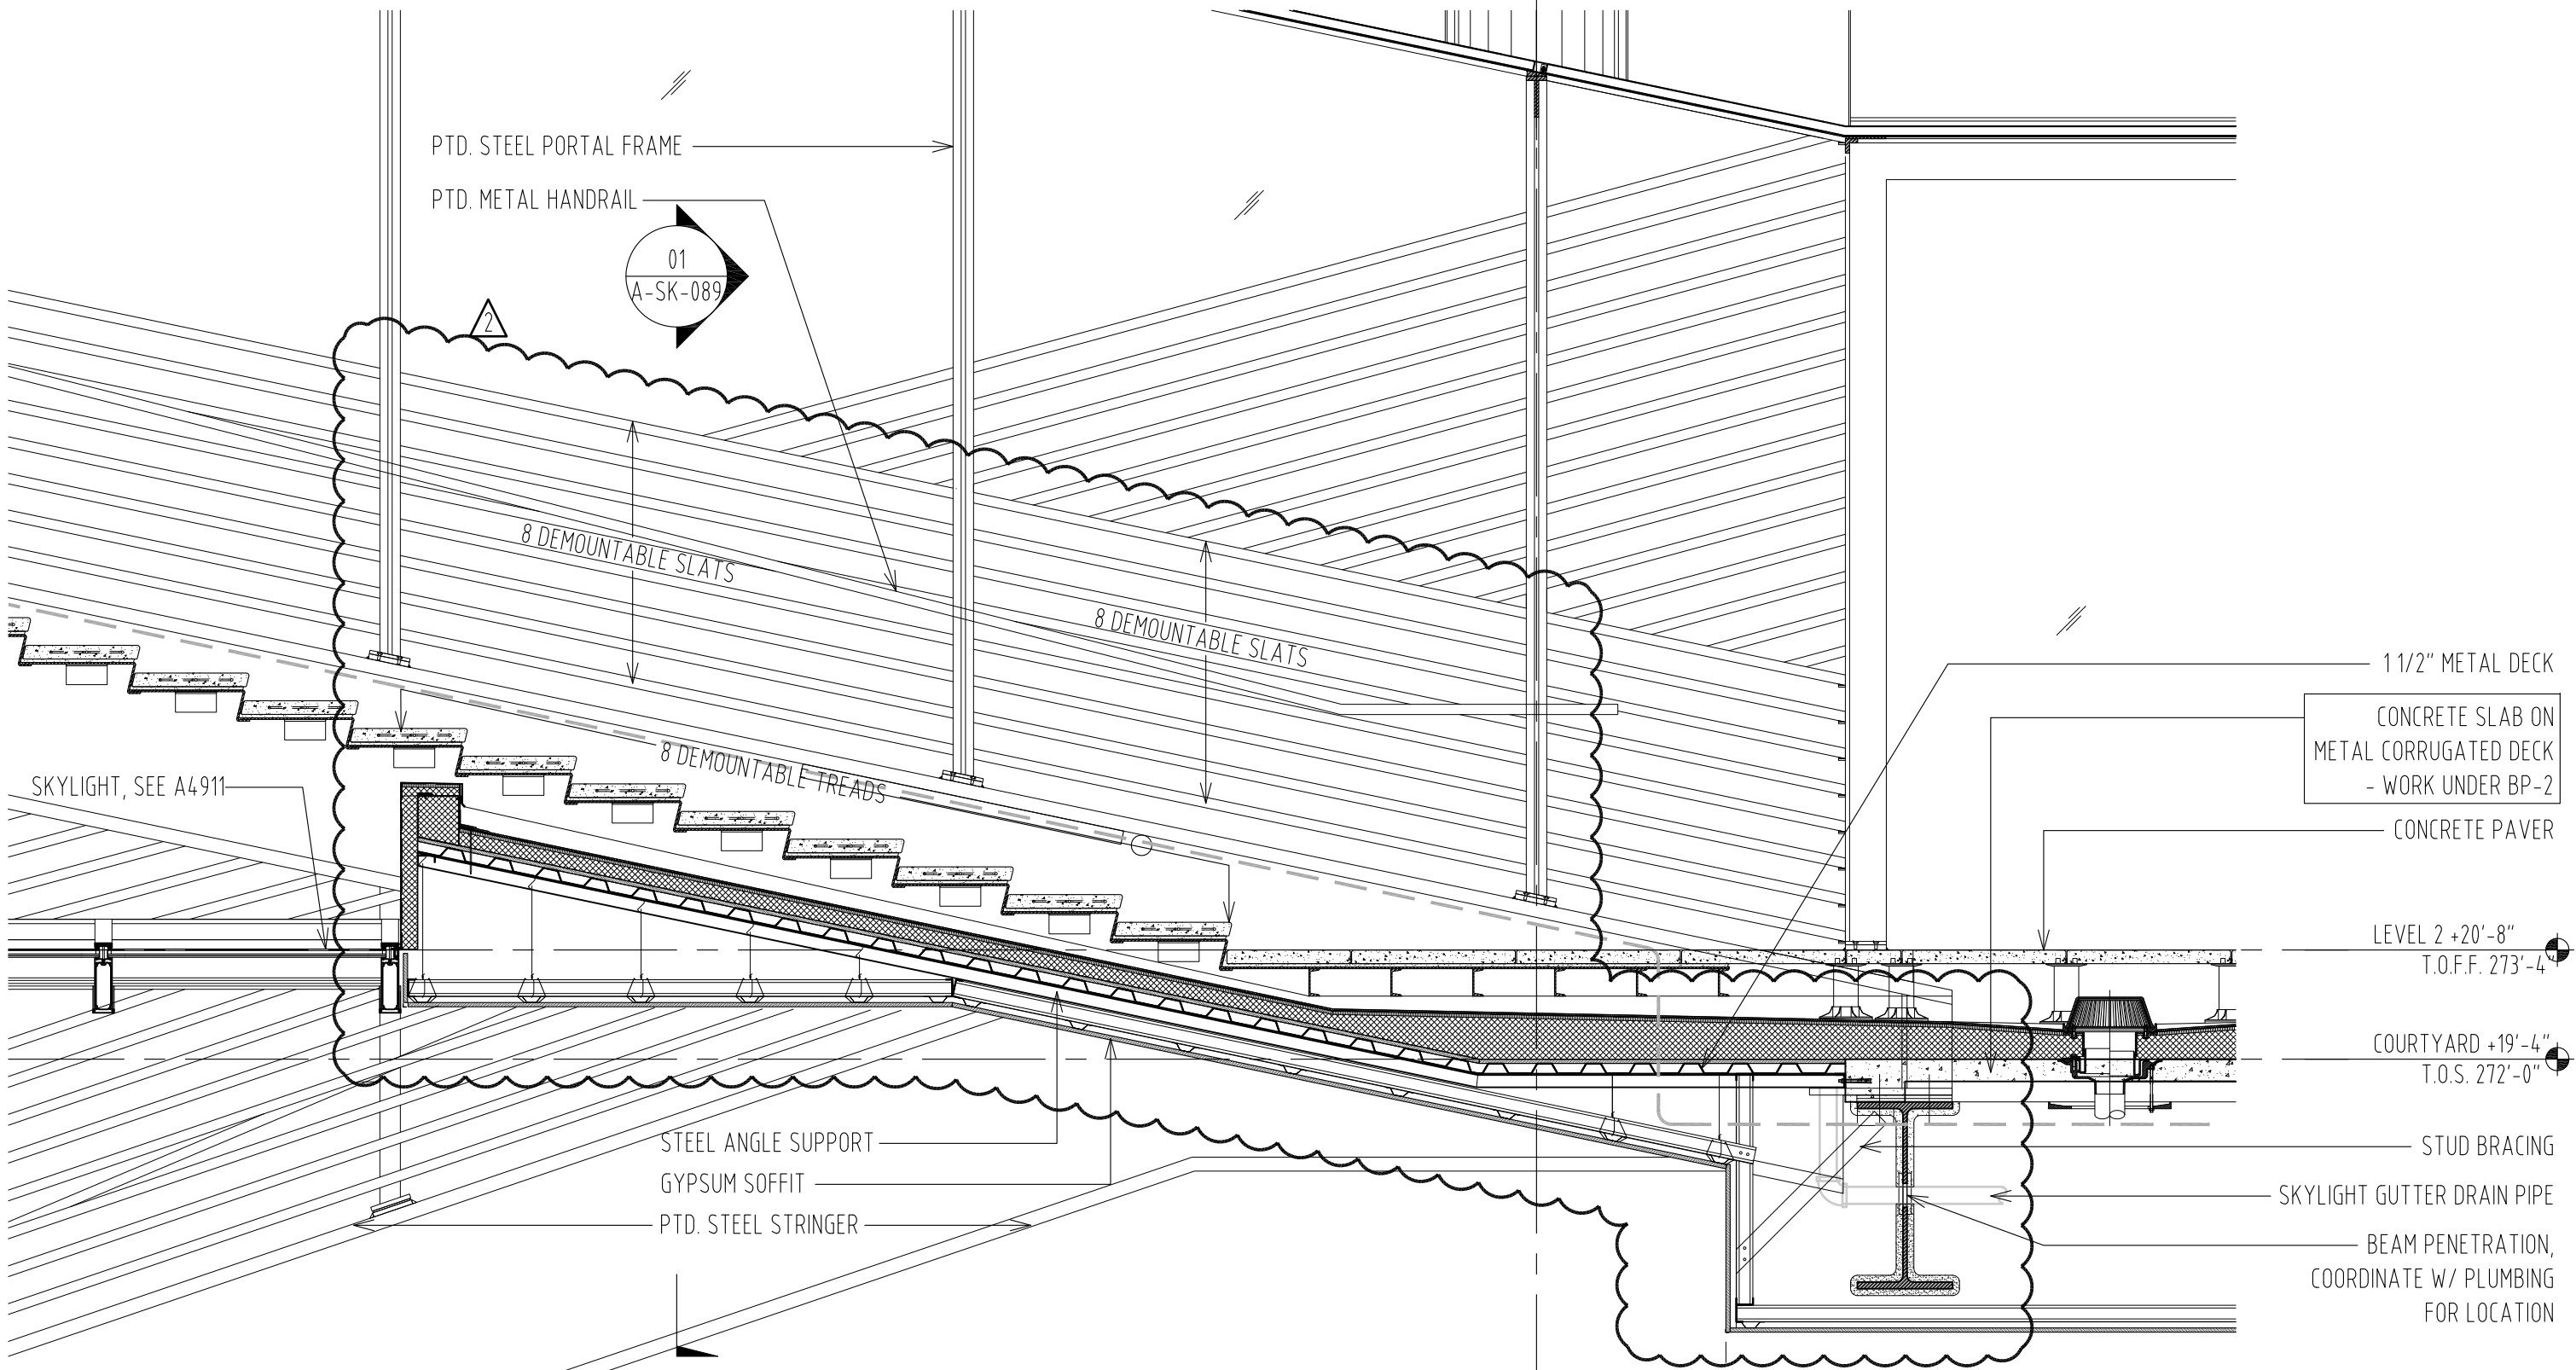 PTD. STEEL PORTAL FRAME
PTD. METAL HANDRAIL
01
A-SK-089
2
8 DEMOUNTABLE SLATS
8 DEMOUNTABLE SLATS
8 DEMOUNTABLE TREADS
SKYLIGHT, SEE A4911
1 1/2" METAL DECK
CONCRETE SLAB ON
METAL CORRUGATED DECK
- WORK UNDER BP-2
CONCRETE PAVER
LEVEL 2 +20'-8"
T.O.F.F. 273'-4"
COURTYARD +19'-4"
T.O.S. 272'-0"
STEEL ANGLE SUPPORT
GYPSUM SOFFIT
PTD. STEEL STRINGER
STUD BRACING
SKYLIGHT GUTTER DRAIN PIPE
BEAM PENETRATION,
COORDINATE W/ PLUMBING
FOR LOCATION